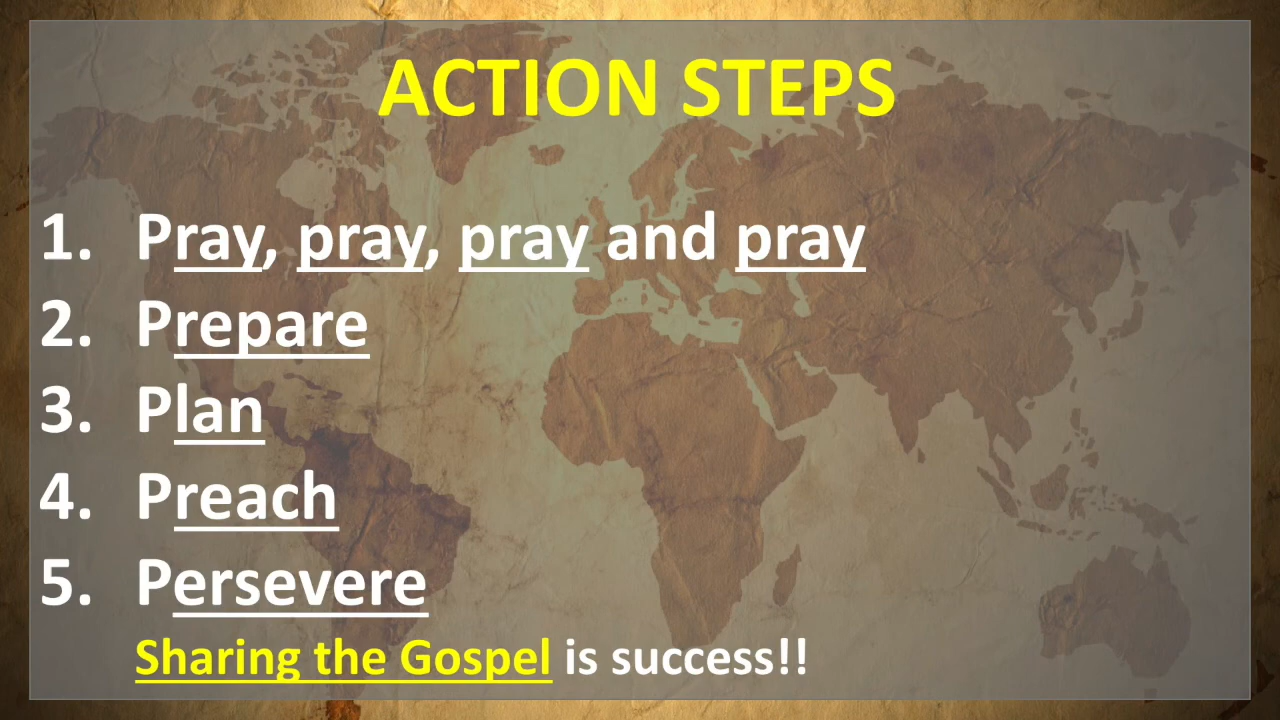 ACTION STEPS
1. Pray, pray, pray and pray
2. Prepare
3. Plan
4. Preach
5. Persevere
Sharing the Gospel is success!!